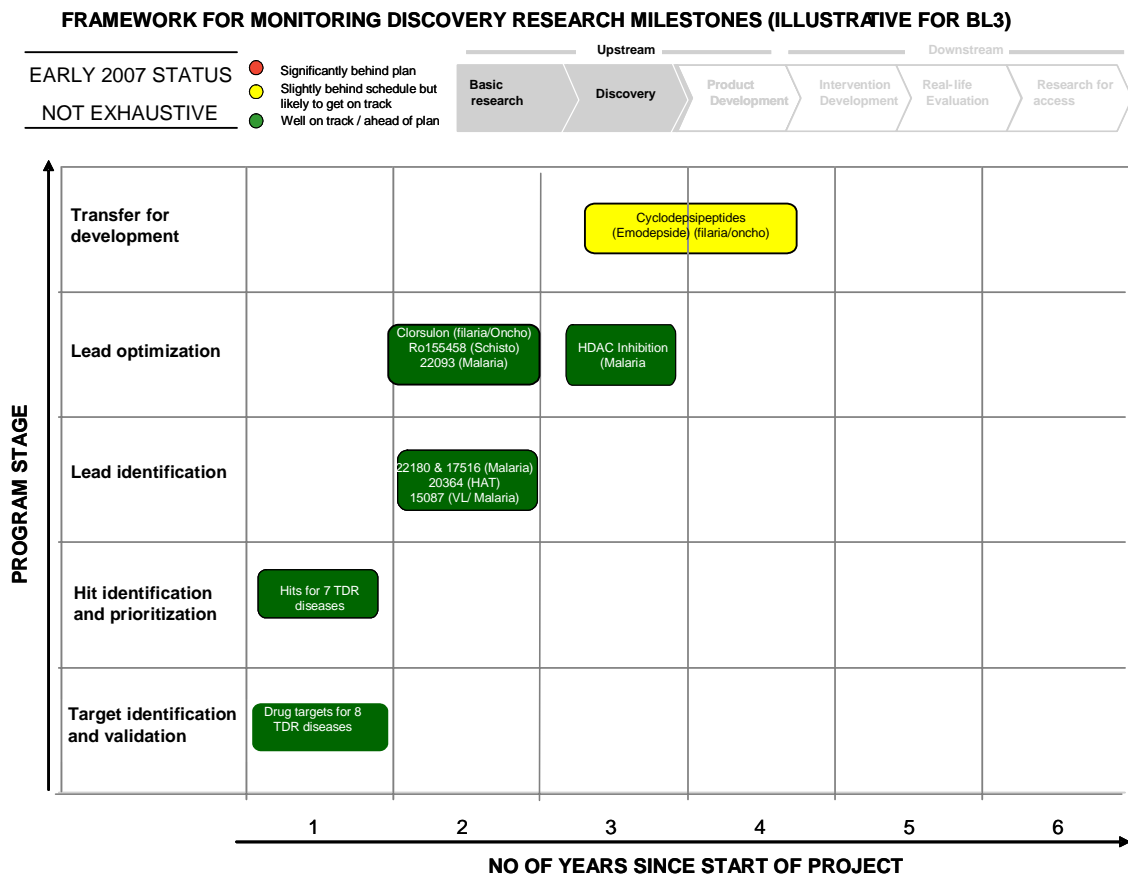 FRAMEWORK FOR MONITORING DISCOVERY RESEARCH MILESTONES (ILLUSTRATIVE FOR BL3)
EARLY 2007 STATUS
NOT EXHAUSTIVE
Significantly behind plan
Slightly behind schedule but
likely to get on track
Well on track / ahead of plan
Upstream
Downstream
Basic
research
Discovery
Product
Development
Intervention
Development
Real-life
Evaluation
Research for
access
PROGRAM STAGE
Transfer for
development
Cyclodepsipeptides
(Emodepside) (filaria/oncho)
Lead optimization
Clorsulon (filaria/Oncho)
Ro155458 (Schisto)
22093 (Malaria)
HDAC Inhibition
(Malaria
Lead identification
22180 & 17516 (Malaria)
20364 (HAT)
15087 (VL/ Malaria)
Hit identification
and prioritization
Hits for 7 TDR
diseases
Target identification
and validation
Drug targets for 8
TDR diseases
1 2 3 4 5 6
NO OF YEARS SINCE START OF PROJECT